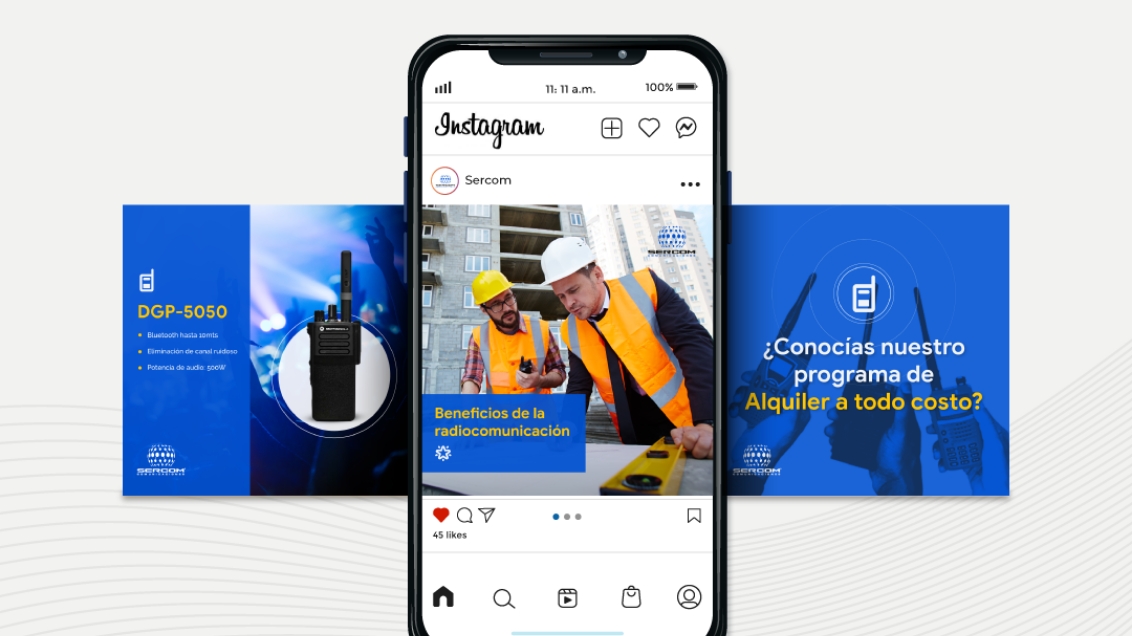 11: 11 a.m.
100%
Instagram
Sercom
DGP-5050
Bluetooth hasta 10mts
Eliminación de canal ruidoso
Potencia de audio: 500W
SERCOM
MOTOROLA
SERCOM
Beneficios de la
radiocomunicación
45 likes
¿Conocías nuestro
programa de
Alquiler a todo costo?
SERCOM